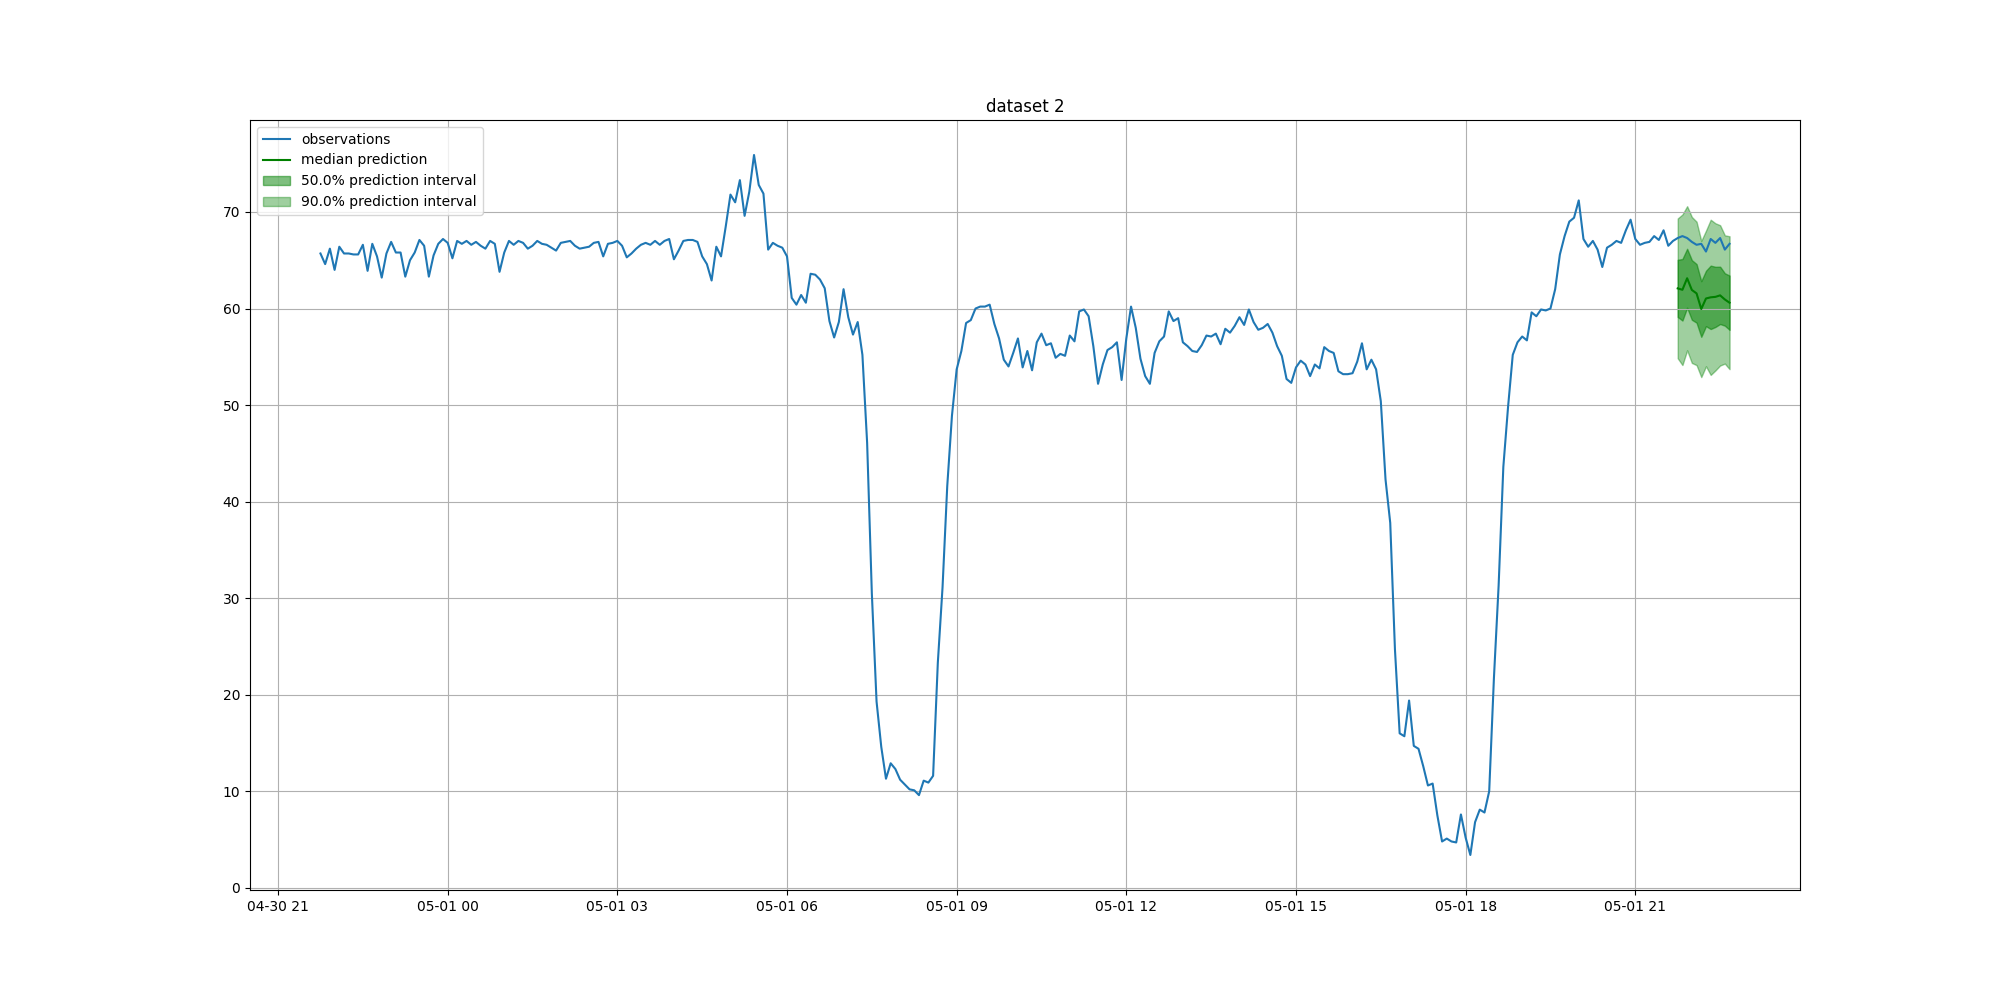 dataset 2
observations
median prediction
50.0% prediction interval
90.0% prediction interval
70
60
50
40
30
20
10
0
04-30 21 05-01 00 05-01 03 05-01 06 05-01 09 05-01 12 05-01 15 05-01 18 05-01 21